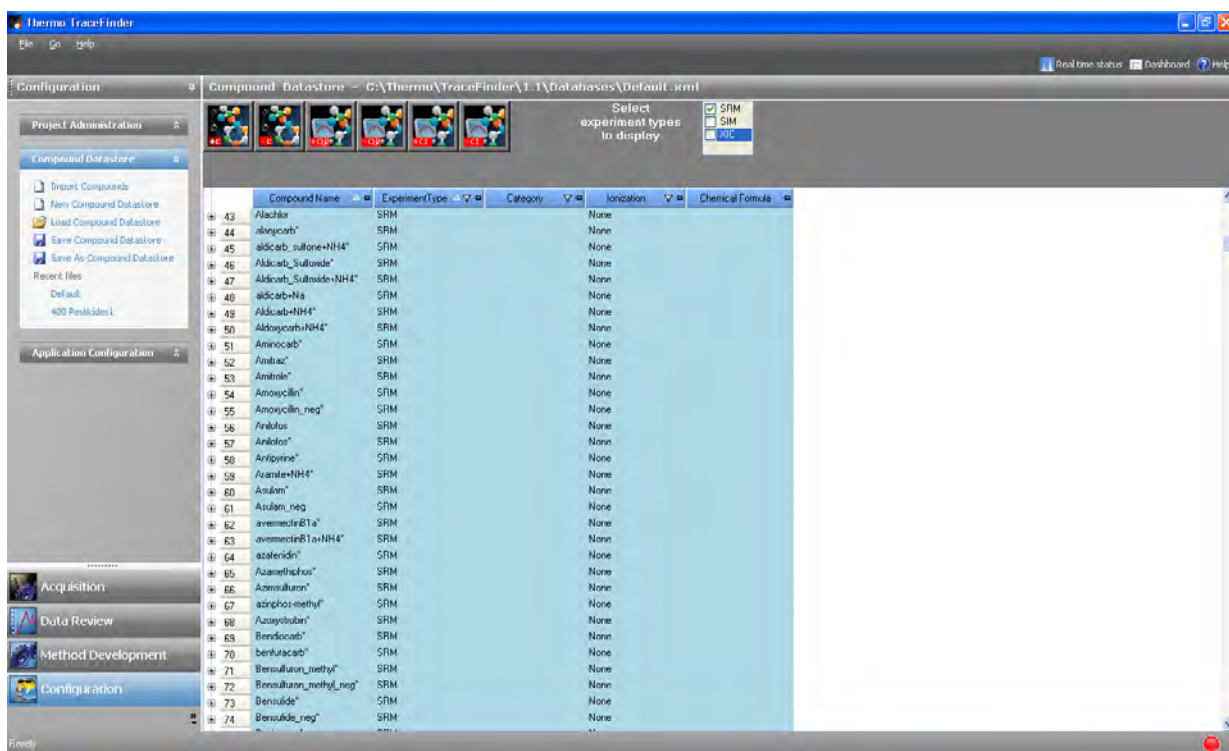 Thermo TraceFinder
File Go Help
Real time status Dashboard Help
Configuration
Compound Datastore - C:\Thermo\TraceFinder\1.1\Databases\Default.xml
Project Administration
Compound Datastore
Import Compounds
New Compound Datastore
Load Compound Datastore
Save Compound Datastore
Save As Compound Datastore
Recent files
Default
400 Pesticides1
Application Configuration
Select
experiment types
to display
SRM
SIM
XIC
Compound Name ExperimentType Category Ionization Chemical Formula
43 Alachlor SRM None
44 alanycarb* SRM None
45 aldicarb_sulfone+NH4* SRM None
46 Aldicarb_Sulfoxide* SRM None
47 Aldicarb_Sulfoxide+NH4* SRM None
48 aldicarb+Na SRM None
49 Aldicarb+NH4* SRM None
50 Aldoxycarb+NH4* SRM None
51 Aminocarb* SRM None
52 Amitraz* SRM None
53 Amitrole* SRM None
54 Amoxycillin* SRM None
55 Amoxycillin_neg* SRM None
56 Anilofos SRM None
57 Anilofos* SRM None
58 Antipyrine* SRM None
59 Aramite+NH4* SRM None
60 Asulam* SRM None
61 Asulam_neg SRM None
62 avermectinB1a* SRM None
63 avermectinB1a+NH4* SRM None
64 azafenidin* SRM None
65 Azamethiphos* SRM None
66 Azimsulfuron* SRM None
67 azinphos-methyl* SRM None
68 Azoxystrobin* SRM None
69 Bendiocarb* SRM None
70 benfuracarb* SRM None
71 Bensulfuron_methyl* SRM None
72 Bensulfuron_methyl_neg* SRM None
73 Bensulide* SRM None
74 Bensulide_neg* SRM None
Acquisition
Data Review
Method Development
Configuration
Ready